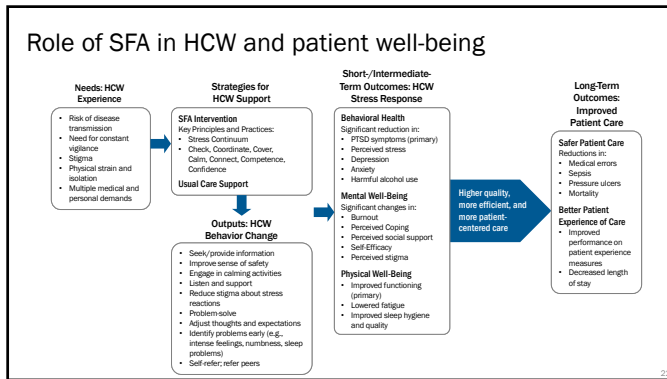 Role of SFA in HCW and patient well-being
Needs: HCW
Experience
• Risk of disease
transmission
• Need for constant
vigilance
• Stigma
• Physical strain and
isolation
• Multiple medical and
personal demands
Strategies for
HCW Support
SFA Intervention
Key Principles and Practices:
• Stress Continuum
• Check, Coordinate, Cover,
Calm, Connect, Competence,
Confidence
Usual Care Support
Outputs: HCW
Behavior Change
• Seek/provide information
• Improve sense of safety
• Engage in calming activities
• Listen and support
• Reduce stigma about stress
reactions
• Problem-solve
• Adjust thoughts and expectations
• Identify problems early (e.g.,
intense feelings, numbness, sleep
problems)
• Self-refer; refer peers
Short-/Intermediate-
Term Outcomes: HCW
Stress Response
Behavioral Health
Significant reduction in:
• PTSD symptoms (primary)
• Perceived stress
• Depression
• Anxiety
• Harmful alcohol use
Mental Well-Being
Significant changes in:
• Burnout
• Perceived Coping
• Perceived social support
• Self-Efficacy
• Perceived stigma
Physical Well-Being
• Improved functioning
(primary)
• Lowered fatigue
• Improved sleep hygiene
and quality
Higher quality,
more efficient, and
more patient-
centered care
Long-Term
Outcomes:
Improved
Patient Care
Safer Patient Care
Reductions in:
• Medical errors
• Sepsis
• Pressure ulcers
• Mortality
Better Patient
Experience of Care
• Improved
performance on
patient experience
measures
• Decreased length
of stay